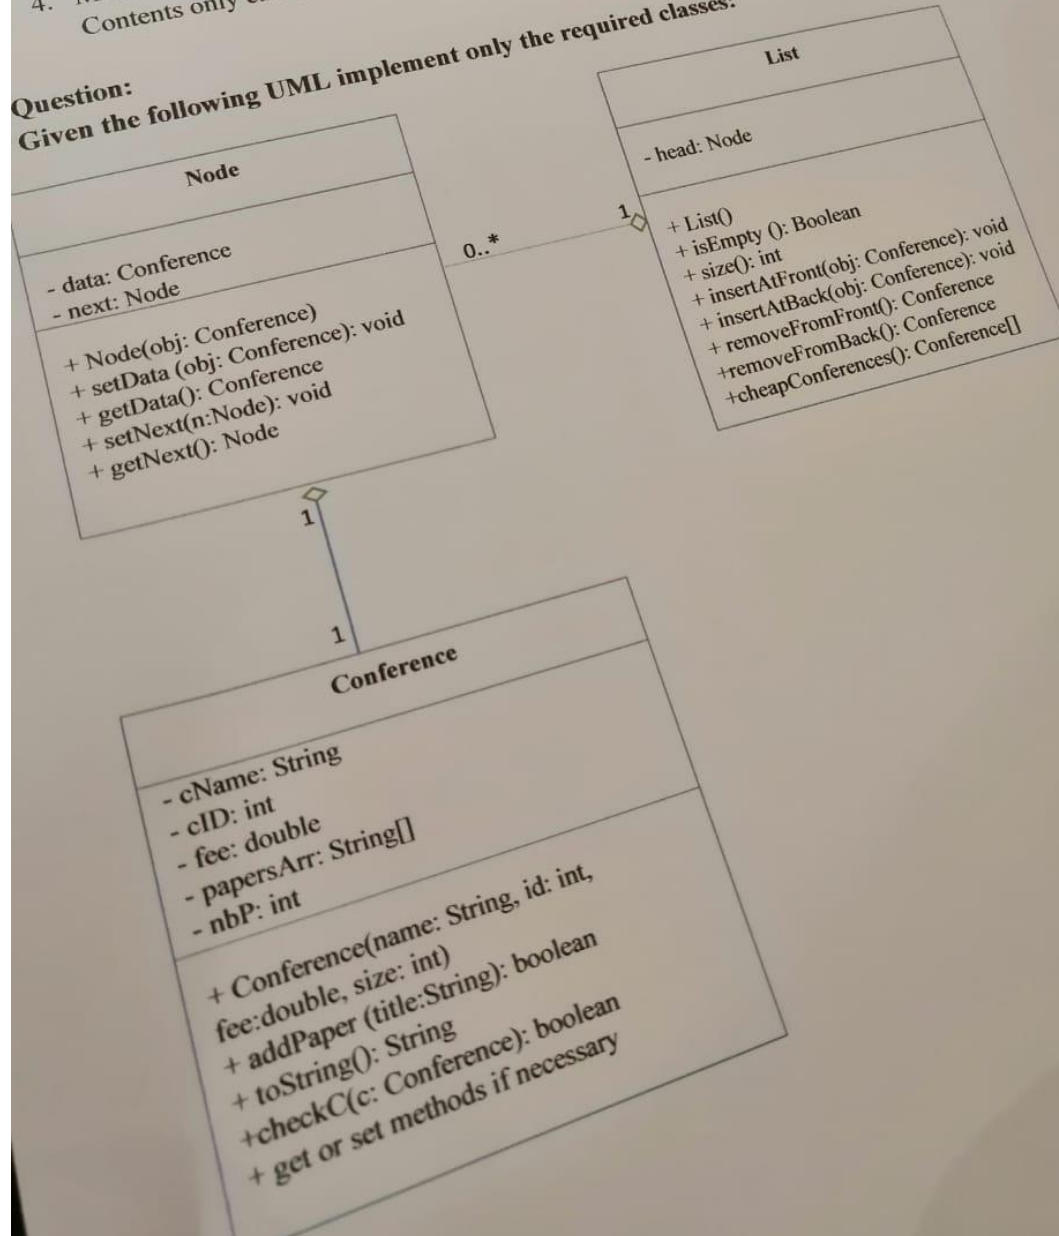 4.
Contents only
Question:
Given the following UML implement only the required classes:
Node
- data: Conference
- next: Node
+ Node(obj: Conference)
+ setData (obj: Conference): void
+ getData(): Conference
+ setNext(n:Node): void
+ getNext(): Node
0..*
1
List
- head: Node
+ List()
+ isEmpty (): Boolean
+ size(): int
+ insertAtFront(obj: Conference): void
+ insertAtBack(obj: Conference): void
+ removeFromFront(): Conference
+removeFromBack(): Conference
+cheapConferences(): Conference[]
1
1
Conference
- cName: String
- cID: int
- fee: double
- papersArr: String[]
- nbP: int
+ Conference(name: String, id: int,
fee:double, size: int)
+ addPaper (title:String): boolean
+ toString(): String
+checkC(c: Conference): boolean
+ get or set methods if necessary